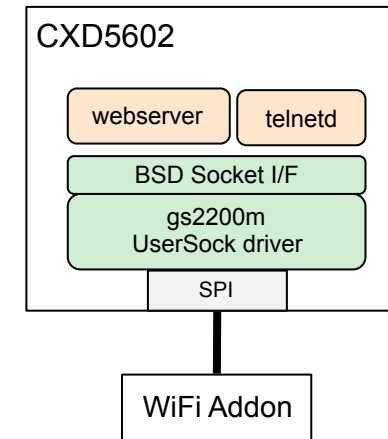 CXD5602
webserver
telnetd
BSD Socket I/F
gs2200m
UserSock driver
SPI
WiFi Addon